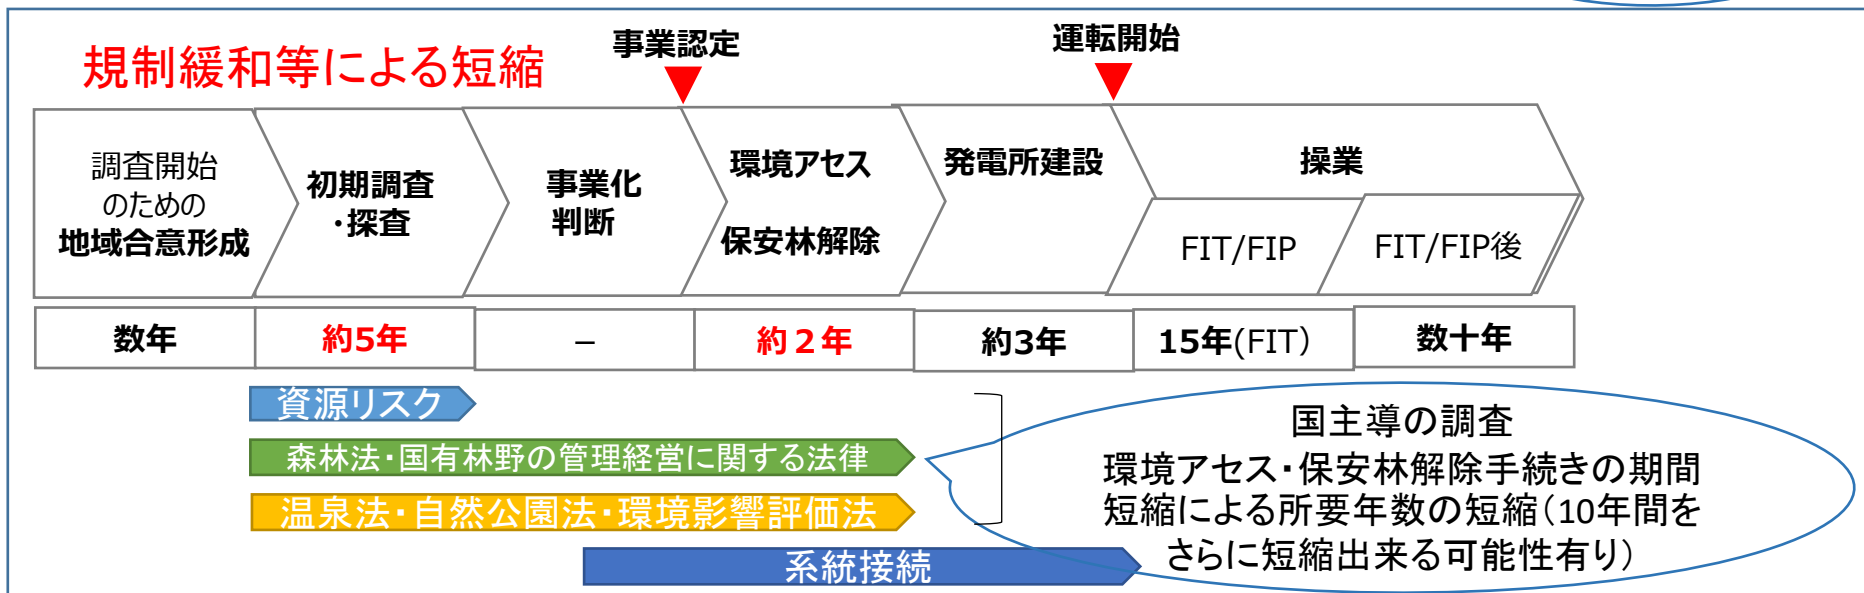 規制緩和等による短縮
事業認定
運転開始
調査開始
のための
地域合意形成
初期調査
・探査
事業化
判断
環境アセス
保安林解除
発電所建設
操業
FIT/FIP
FIT/FIP後
数年
約5年
–
約２年
約3年
15年(FIT)
数十年
資源リスク
森林法・国有林野の管理経営に関する法律
温泉法・自然公園法・環境影響評価法
系統接続
国主導の調査
環境アセス・保安林解除手続きの期間
短縮による所要年数の短縮（10年間を
さらに短縮出来る可能性有り）